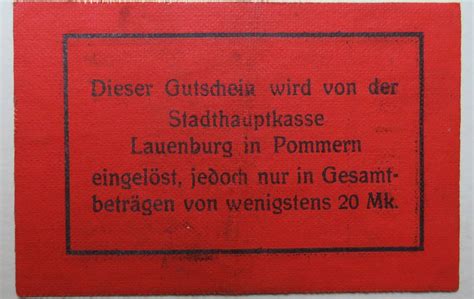 Dieser Gutschein wird von der
Stadthauptkasse
Lauenburg in Pommern
eingelöst, jedoch nur in Gesamt-
beträgen von wenigstens 20 Mk.